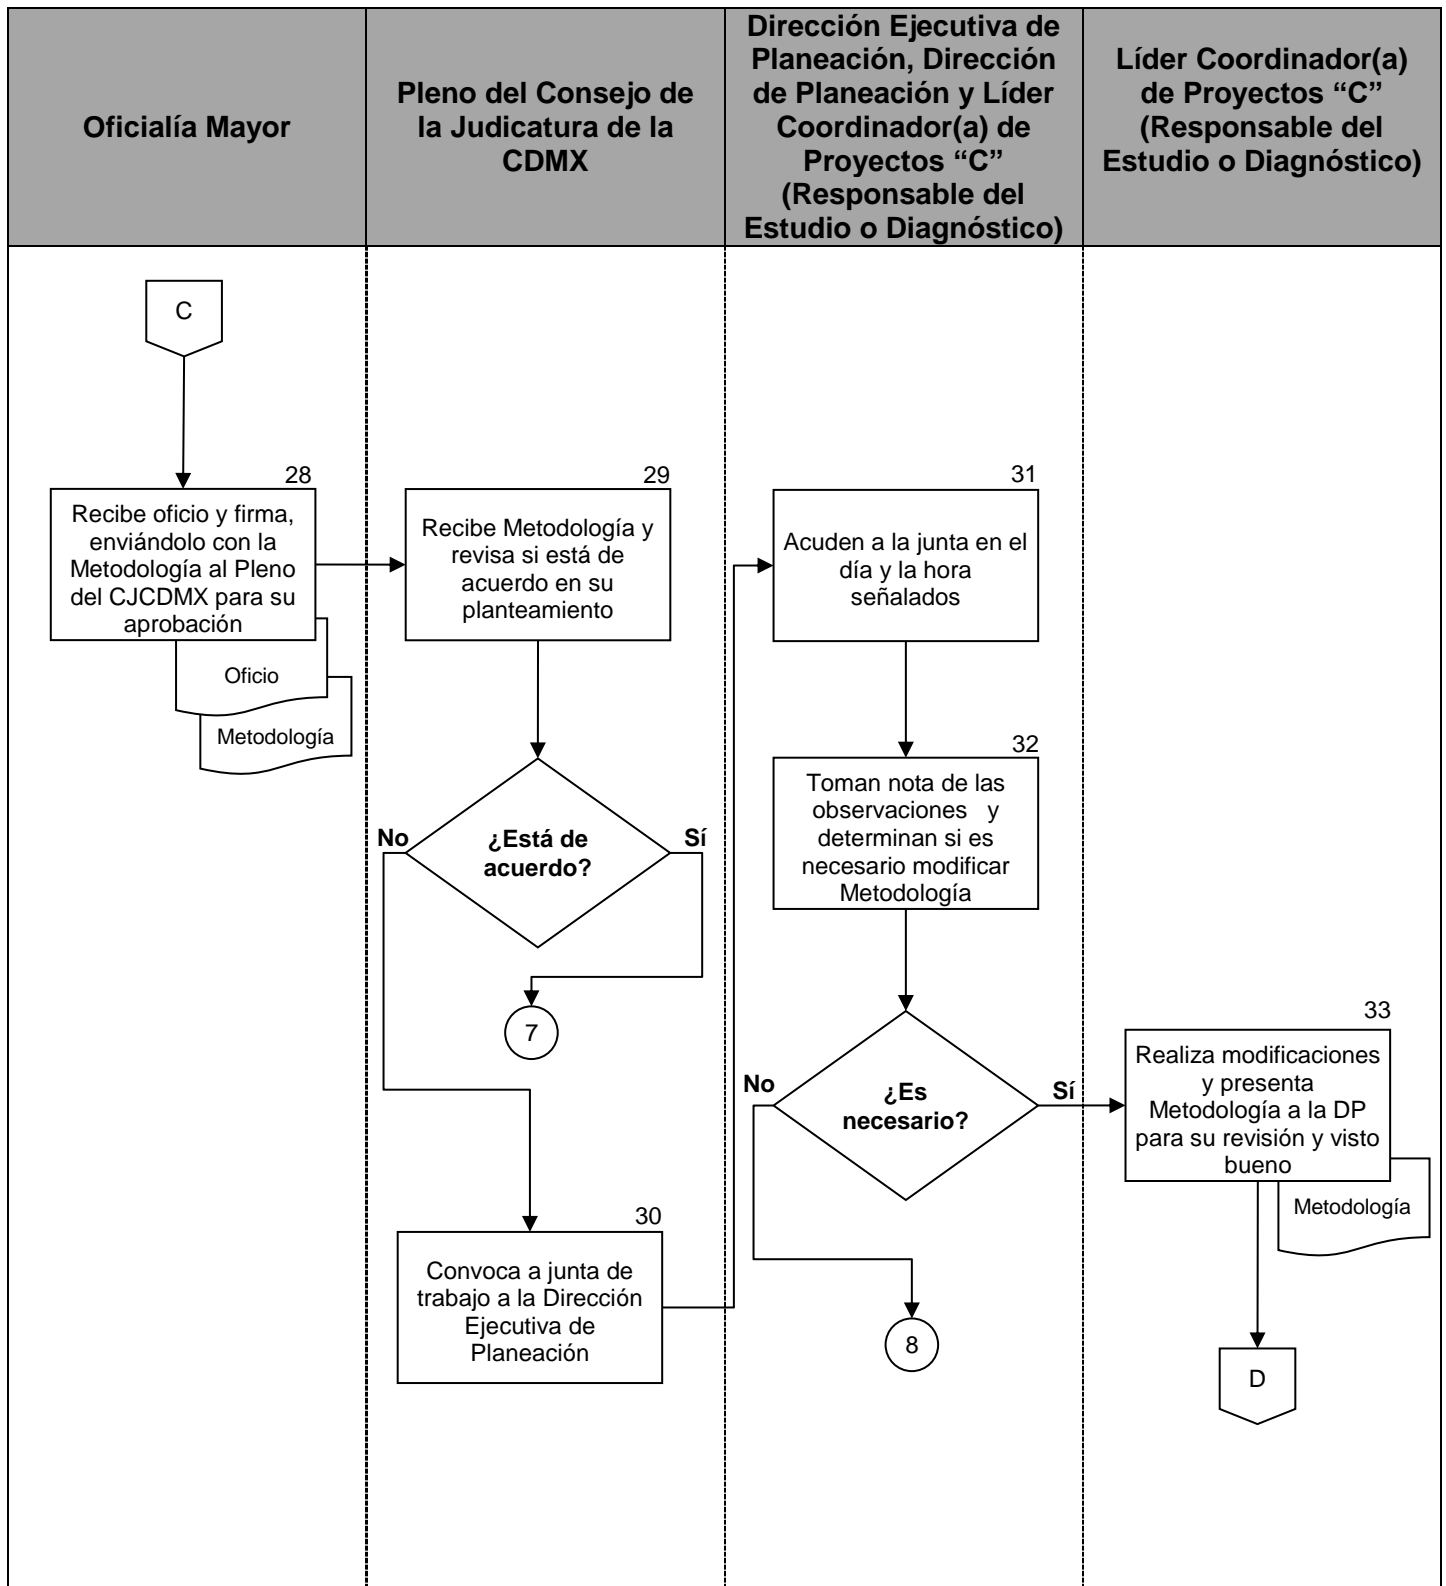 Oficialía Mayor
Pleno del Consejo de
la Judicatura de la
CDMX
Dirección Ejecutiva de
Planeación, Dirección
de Planeación y Líder
Coordinador(a) de
Proyectos “C”
(Responsable del
Estudio o Diagnóstico)
Líder Coordinador(a)
de Proyectos “C”
(Responsable del
Estudio o Diagnóstico)
C
28
Recibe oficio y firma,
enviándolo con la
Metodología al Pleno
del CJCDMX para su
aprobación
Oficio
Metodología
29
Recibe Metodología y
revisa si está de
acuerdo en su
planteamiento
No
¿Está de
acuerdo?
Sí
7
30
Convoca a junta de
trabajo a la Dirección
Ejecutiva de
Planeación
31
Acuden a la junta en el
día y la hora
señalados
32
Toman nota de las
observaciones y
determinan si es
necesario modificar
Metodología
No
¿Es
necesario?
Sí
8
33
Realiza modificaciones
y presenta
Metodología a la DP
para su revisión y visto
bueno
Metodología
D